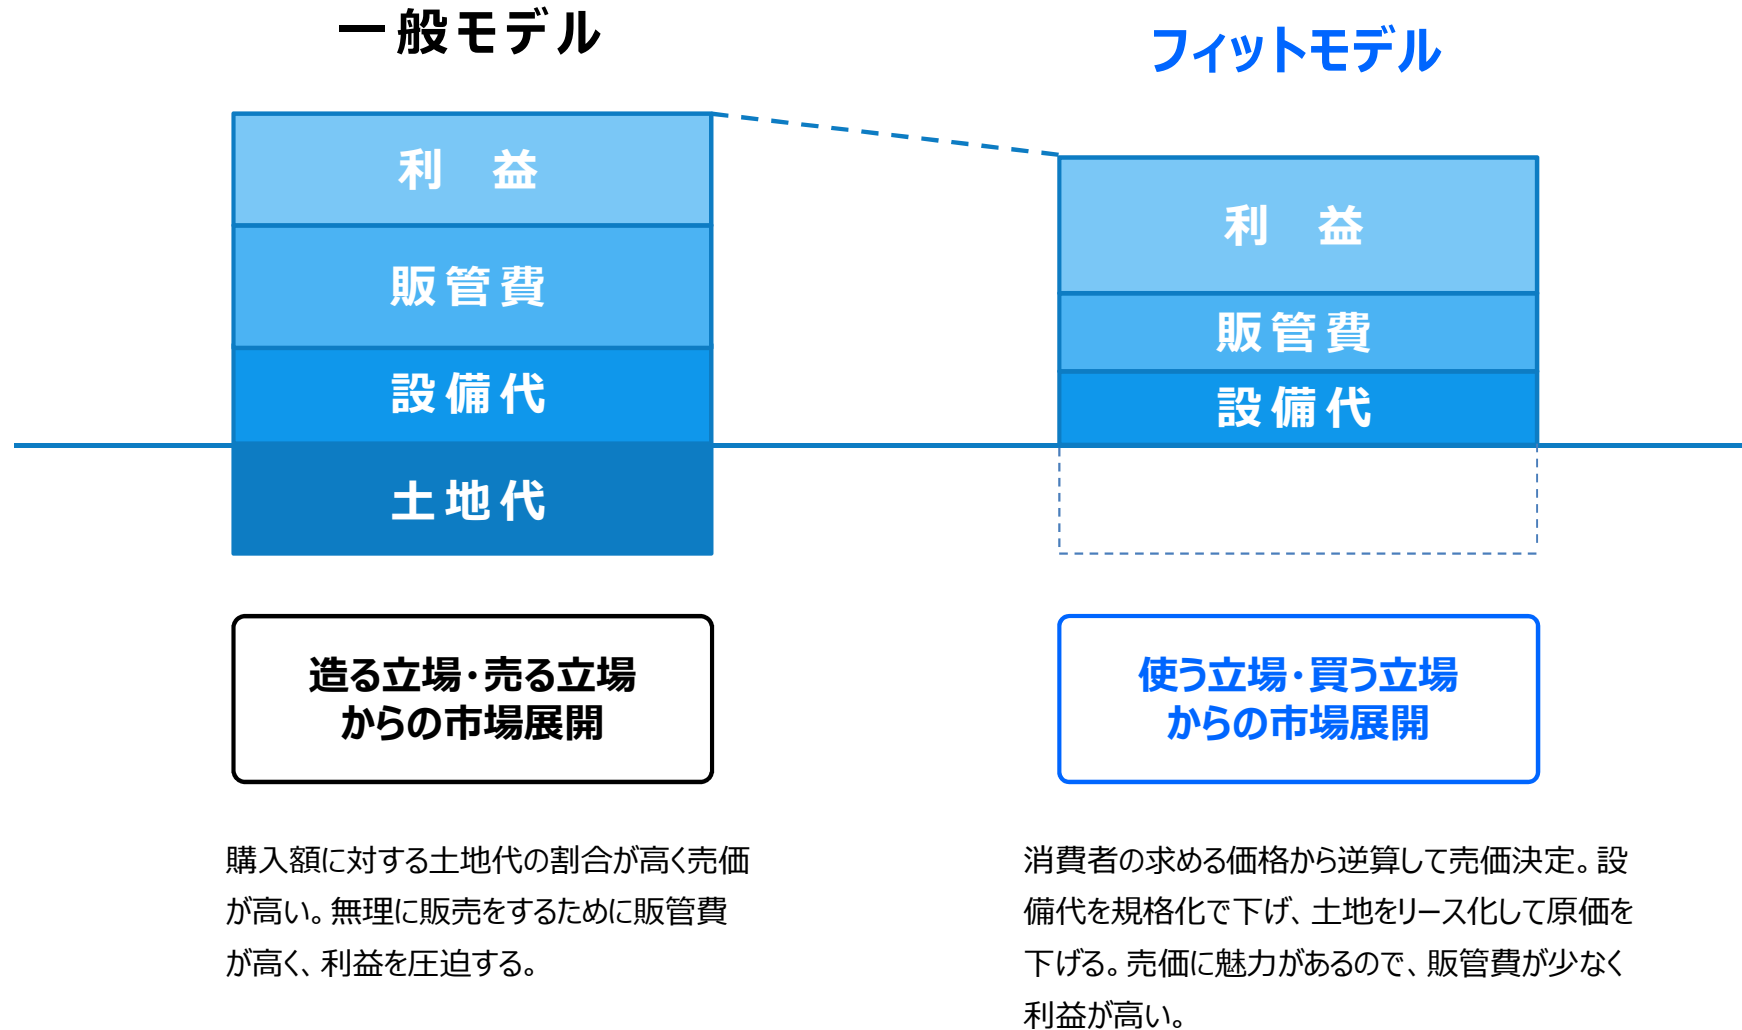 一般モデル
フィットモデル
利　益
販管費
設備代
土地代
利　益
販管費
設備代
造る立場・売る立場
からの市場展開
使う立場・買う立場
からの市場展開
購入額に対する土地代の割合が高く売価
が高い。無理に販売をするために販管費
が高く、利益を圧迫する。
消費者の求める価格から逆算して売価決定。設
備代を規格化で下げ、土地をリース化して原価を
下げる。売価に魅力があるので、販管費が少なく
利益が高い。